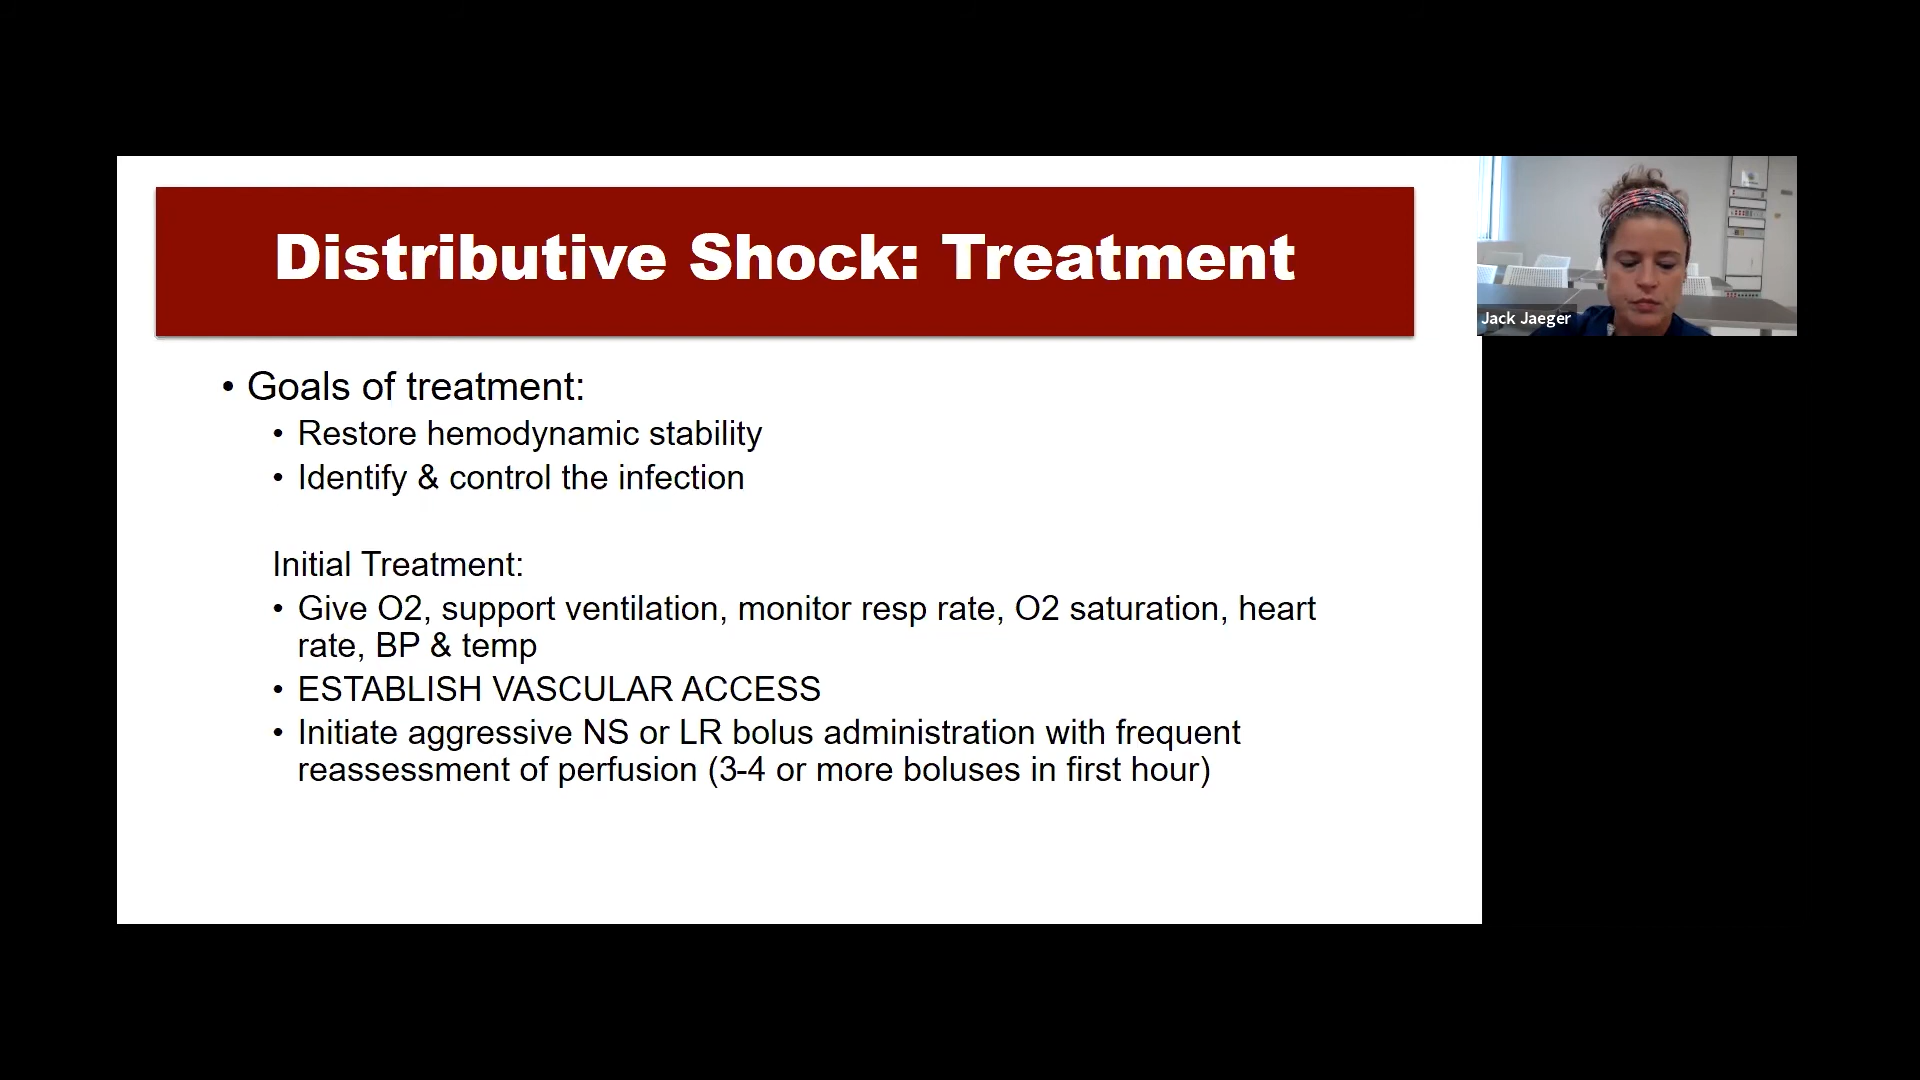 Distributive Shock: Treatment
Jack Jaeger
• Goals of treatment:
• Restore hemodynamic stability
• Identify & control the infection
Initial Treatment:
• Give O2, support ventilation, monitor resp rate, O2 saturation, heart
rate, BP & temp
• ESTABLISH VASCULAR ACCESS
• Initiate aggressive NS or LR bolus administration with frequent
reassessment of perfusion (3-4 or more boluses in first hour)